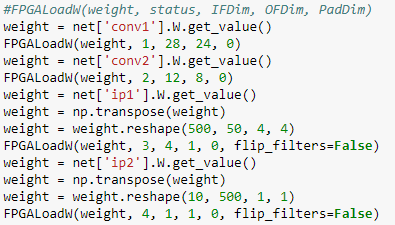 #FPGALoadW(weight, status, IFDim, OFDim, PadDim)
weight = net['conv1'].W.get_value()
FPGALoadW(weight, 1, 28, 24, 0)
weight = net['conv2'].W.get_value()
FPGALoadW(weight, 2, 12, 8, 0)
weight = net['ip1'].W.get_value()
weight = np.transpose(weight)
weight = weight.reshape(500, 50, 4, 4)
FPGALoadW(weight, 3, 4, 1, 0, flip_filters=False)
weight = net['ip2'].W.get_value()
weight = np.transpose(weight)
weight = weight.reshape(10, 500, 1, 1)
FPGALoadW(weight, 4, 1, 1, 0, flip_filters=False)